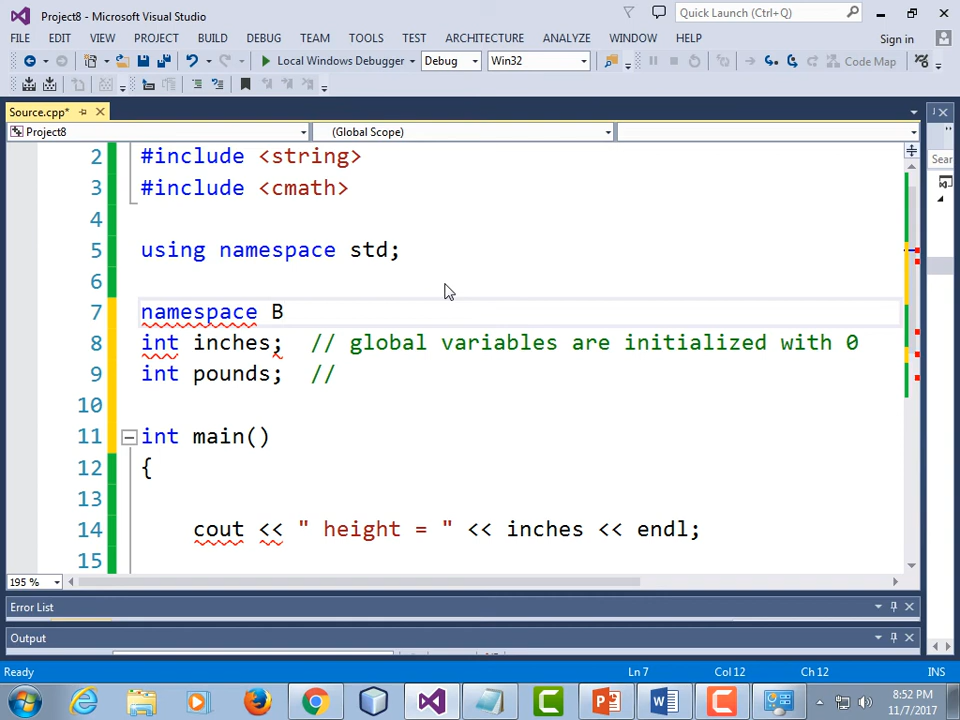 Project8 - Microsoft Visual Studio
Quick Launch (Ctrl+Q)
FILE EDIT VIEW PROJECT BUILD DEBUG TEAM TOOLS TEST ARCHITECTURE ANALYZE WINDOW HELP Sign in
Local Windows Debugger Debug Win32 Code Map
Source.cpp*
Project8 (Global Scope)
Sear
2 #include <string>
3 #include <cmath>
4
5 using namespace std;
6
7 namespace B
8 int inches; // global variables are initialized with 0
9 int pounds; //
10
11 int main()
12 {
13
14 cout << " height = " << inches << endl;
15
195 %
Error List
Output
Ready Ln 7 Col 12 Ch 12 INS
8:52 PM
11/7/2017